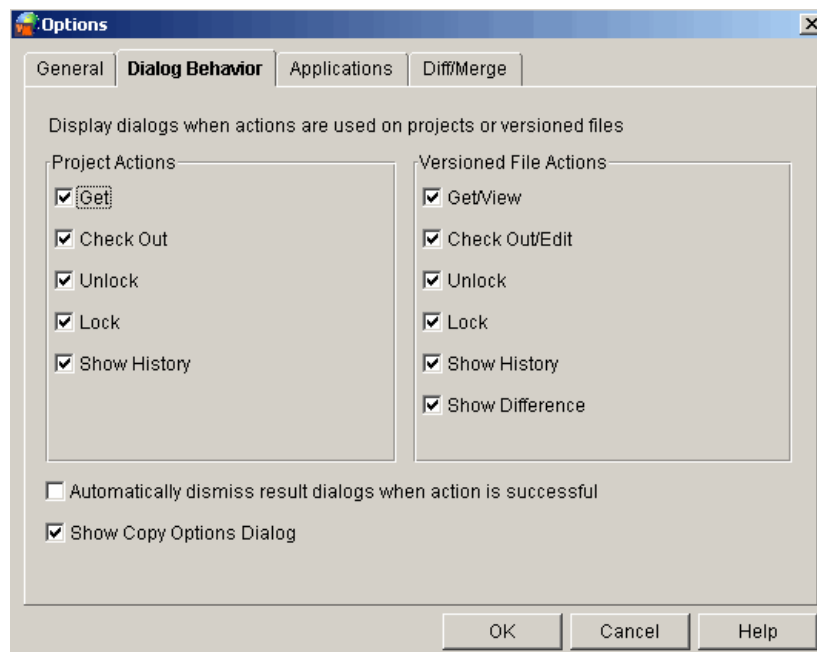 Options
General Dialog Behavior Applications Diff/Merge
Display dialogs when actions are used on projects or versioned files
Project Actions
Get
Check Out
Unlock
Lock
Show History
Versioned File Actions
Get/View
Check Out/Edit
Unlock
Lock
Show History
Show Difference
Automatically dismiss result dialogs when action is successful
Show Copy Options Dialog
OK Cancel Help